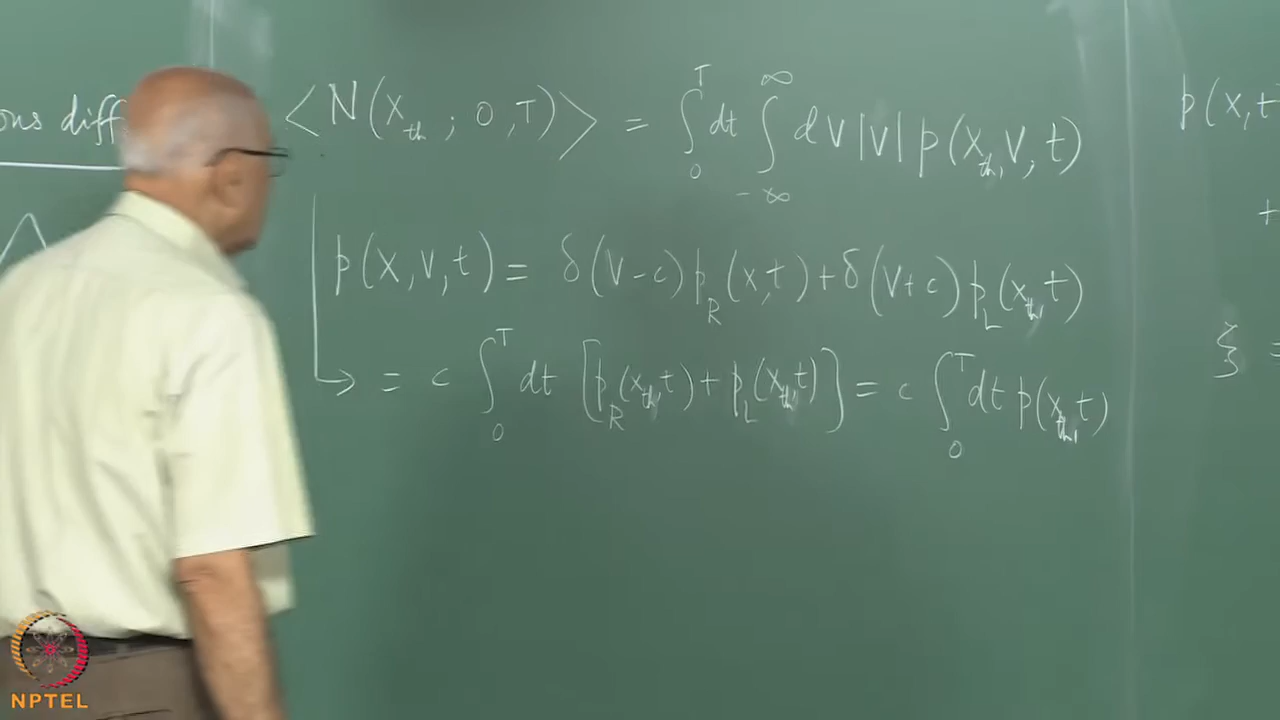 ons diff
⟨N(x_th ; 0, T)⟩ = ∫_0^T dt ∫_{-∞}^{∞} dv |v| p(x_th, v, t)
p(x, v, t) = δ(v-c) p_R(x, t) + δ(v+c) p_L(x_th, t)
↳ = c ∫_0^T dt [p_R(x_th, t) + p_L(x_th, t)] = c ∫_0^T dt p(x_th, t)
p(x, t
+
ξ =
NPTEL